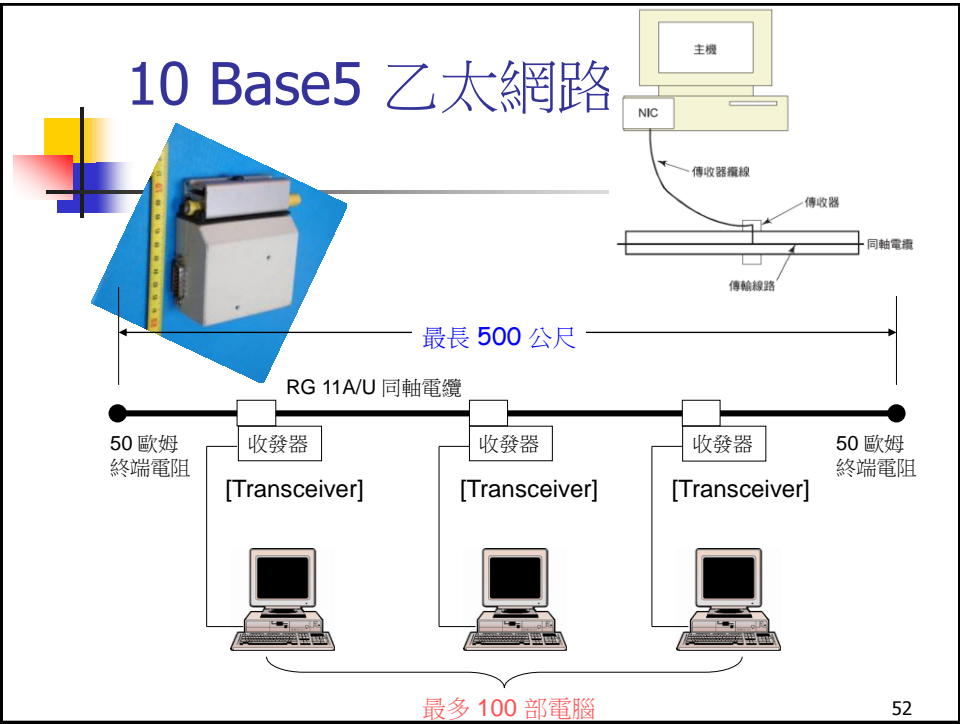 10 Base5 乙太網路
主機
NIC
傳收器纜線
傳收器
同軸電纜
傳輸線路
最長 500 公尺
RG 11A/U 同軸電纜
50 歐姆
終端電阻
收發器
收發器
收發器
50 歐姆
終端電阻
[Transceiver]
[Transceiver]
[Transceiver]
最多 100 部電腦
52